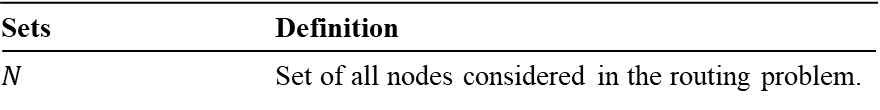 Sets Definition
N Set of all nodes considered in the routing problem.